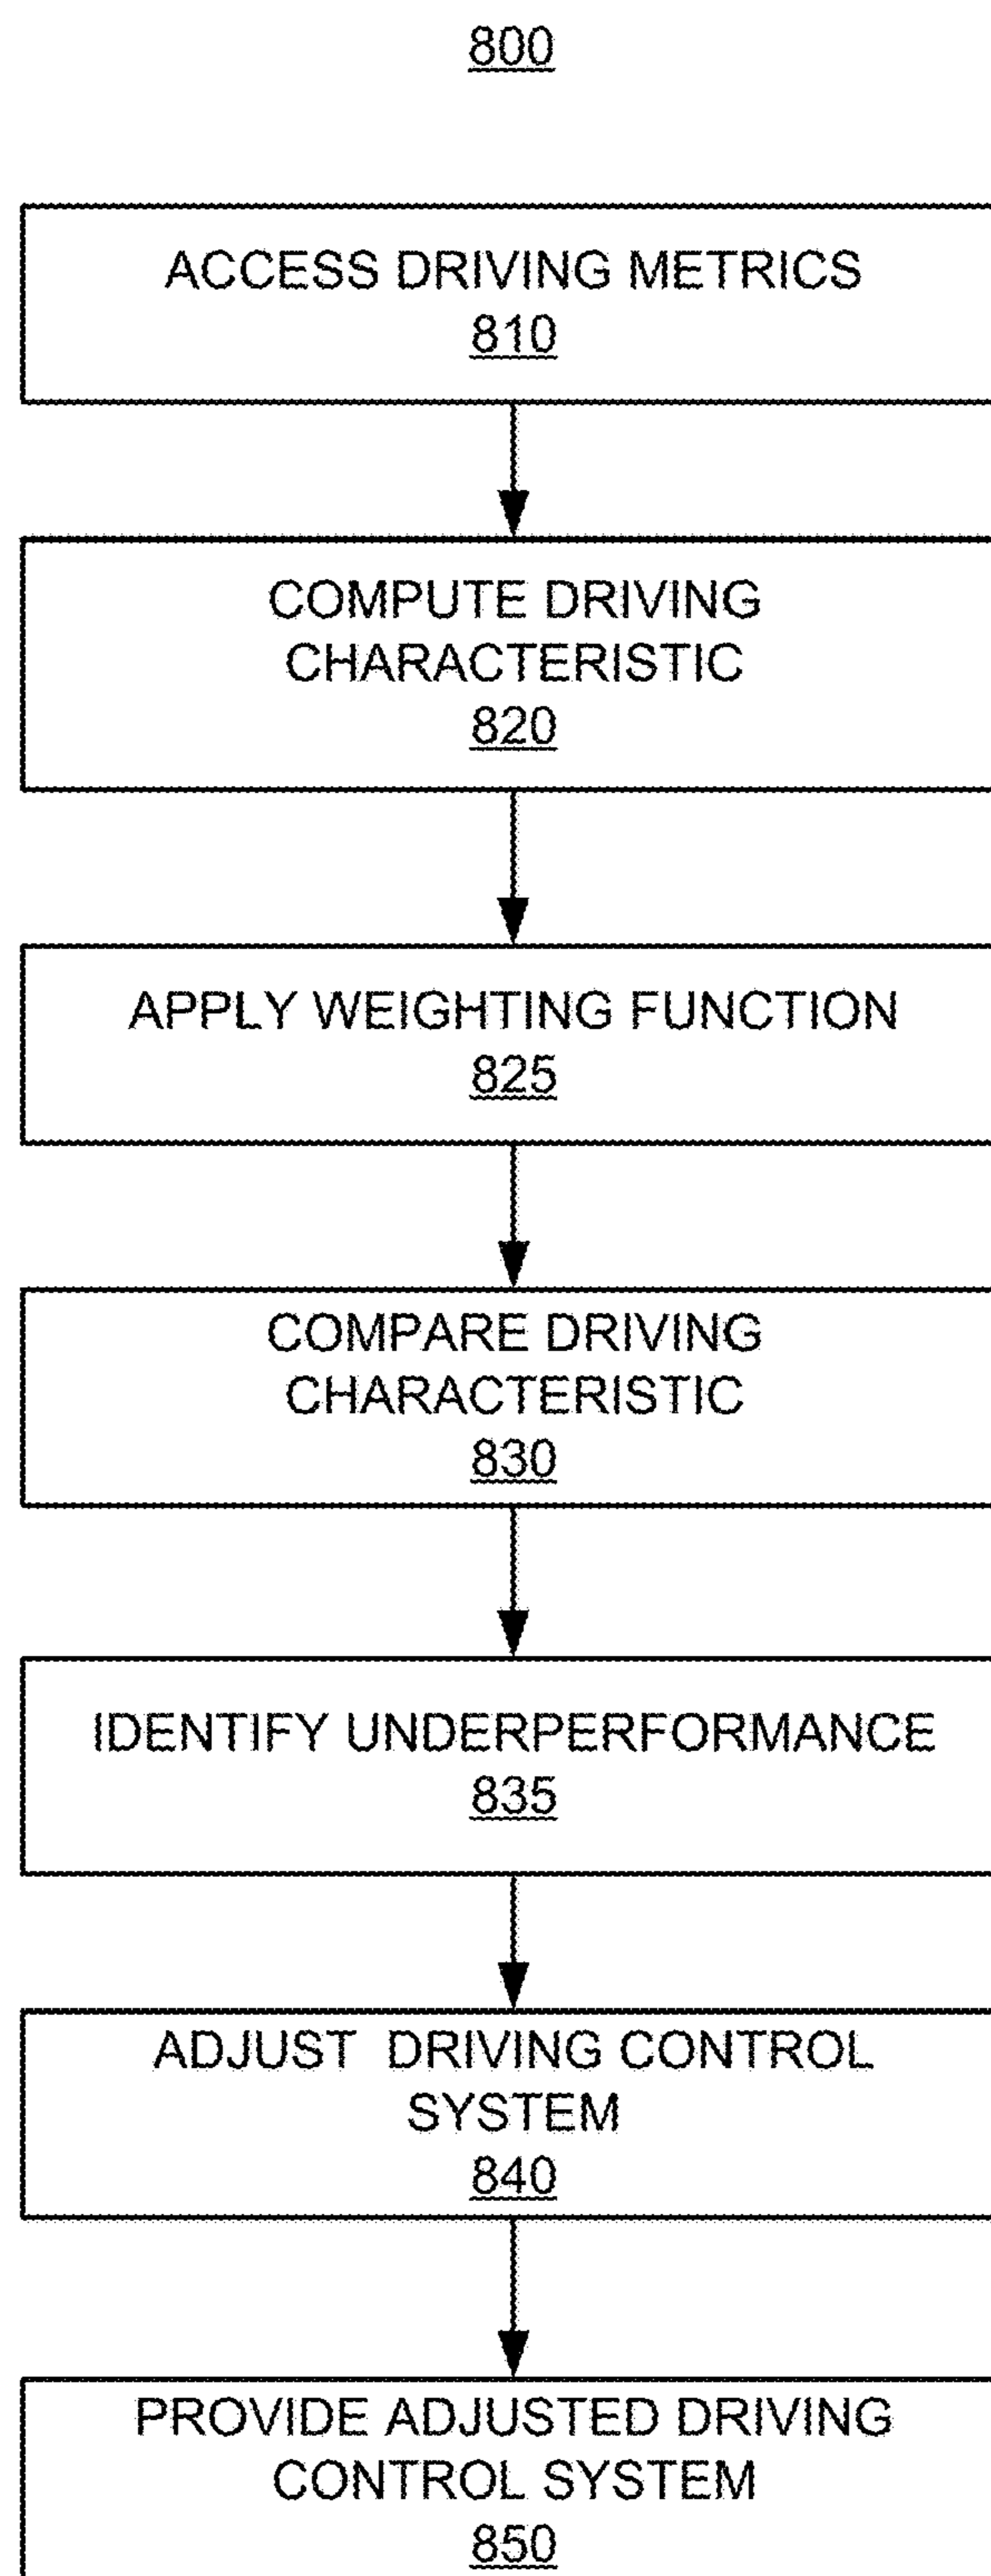 800
ACCESS DRIVING METRICS
810
COMPUTE DRIVING
CHARACTERISTIC
820
APPLY WEIGHTING FUNCTION
825
COMPARE DRIVING
CHARACTERISTIC
830
IDENTIFY UNDERPERFORMANCE
835
ADJUST DRIVING CONTROL
SYSTEM
840
PROVIDE ADJUSTED DRIVING
CONTROL SYSTEM
850